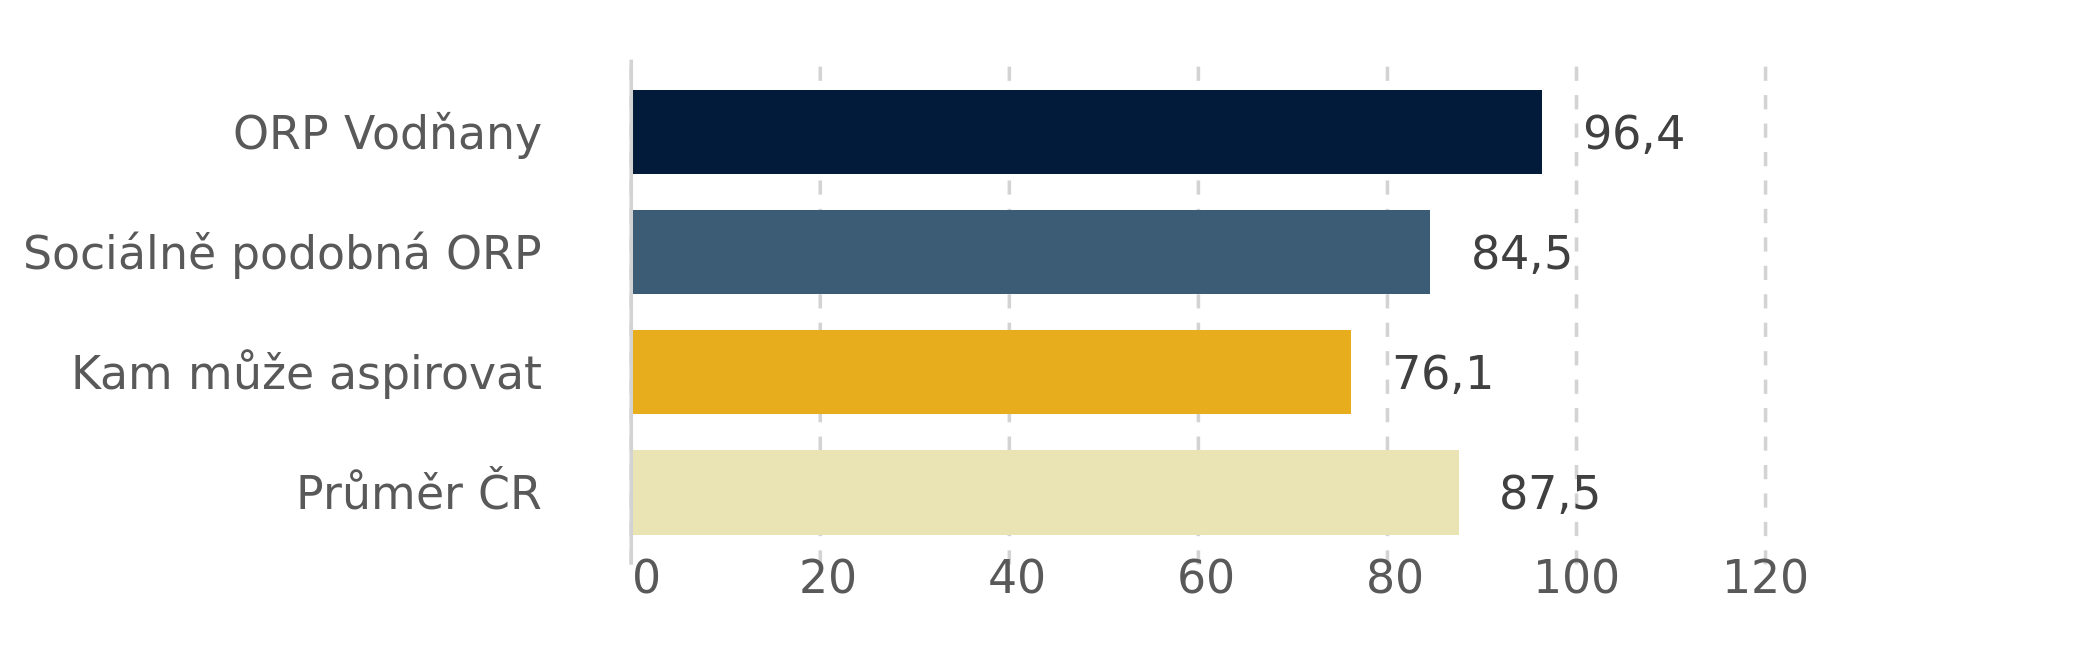 ORP Vodňany
96,4
Sociálně podobná ORP
84,5
Kam může aspirovat
76,1
Průměr ČR
87,5
0 20 40 60 80 100 120